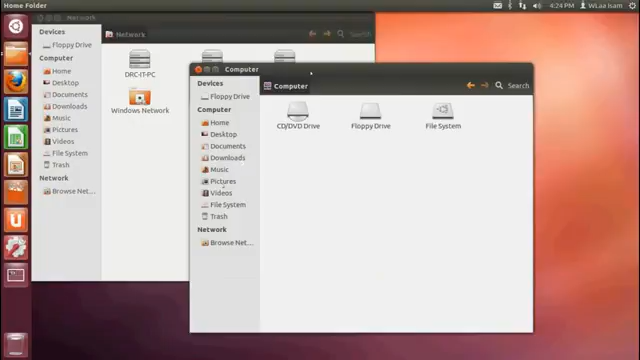 Home Folder
4:24 PM
WLaa Isam
Network
Devices
Floppy Drive
Computer
Home
Desktop
Documents
Downloads
Music
Pictures
Videos
File System
Trash
Network
Browse Net...
Network
Search
DRC-IT-PC
Windows Network
Computer
Devices
Floppy Drive
Computer
Home
Desktop
Documents
Downloads
Music
Pictures
Videos
File System
Trash
Network
Browse Net...
Computer
Search
CD/DVD Drive
Floppy Drive
File System